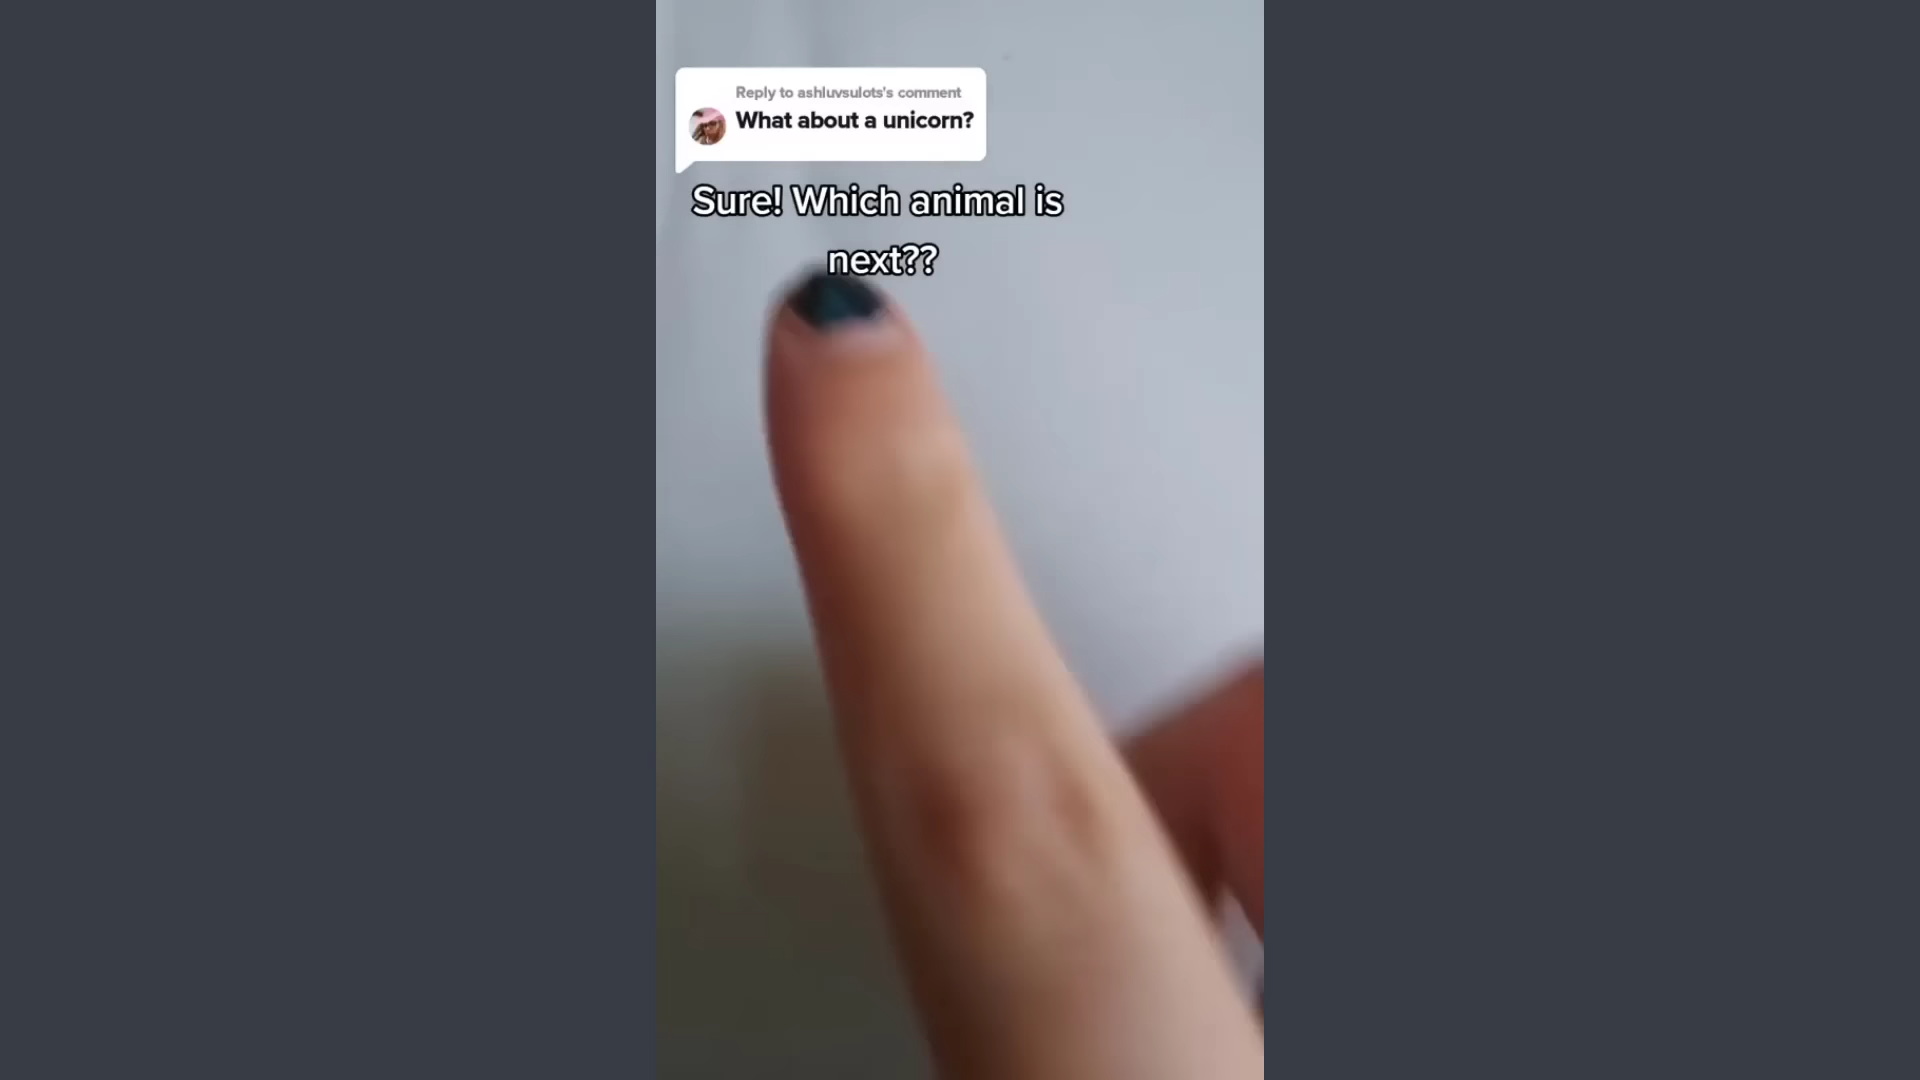 Reply to ashluvsulots's comment
What about a unicorn?
Sure! Which animal is
next??